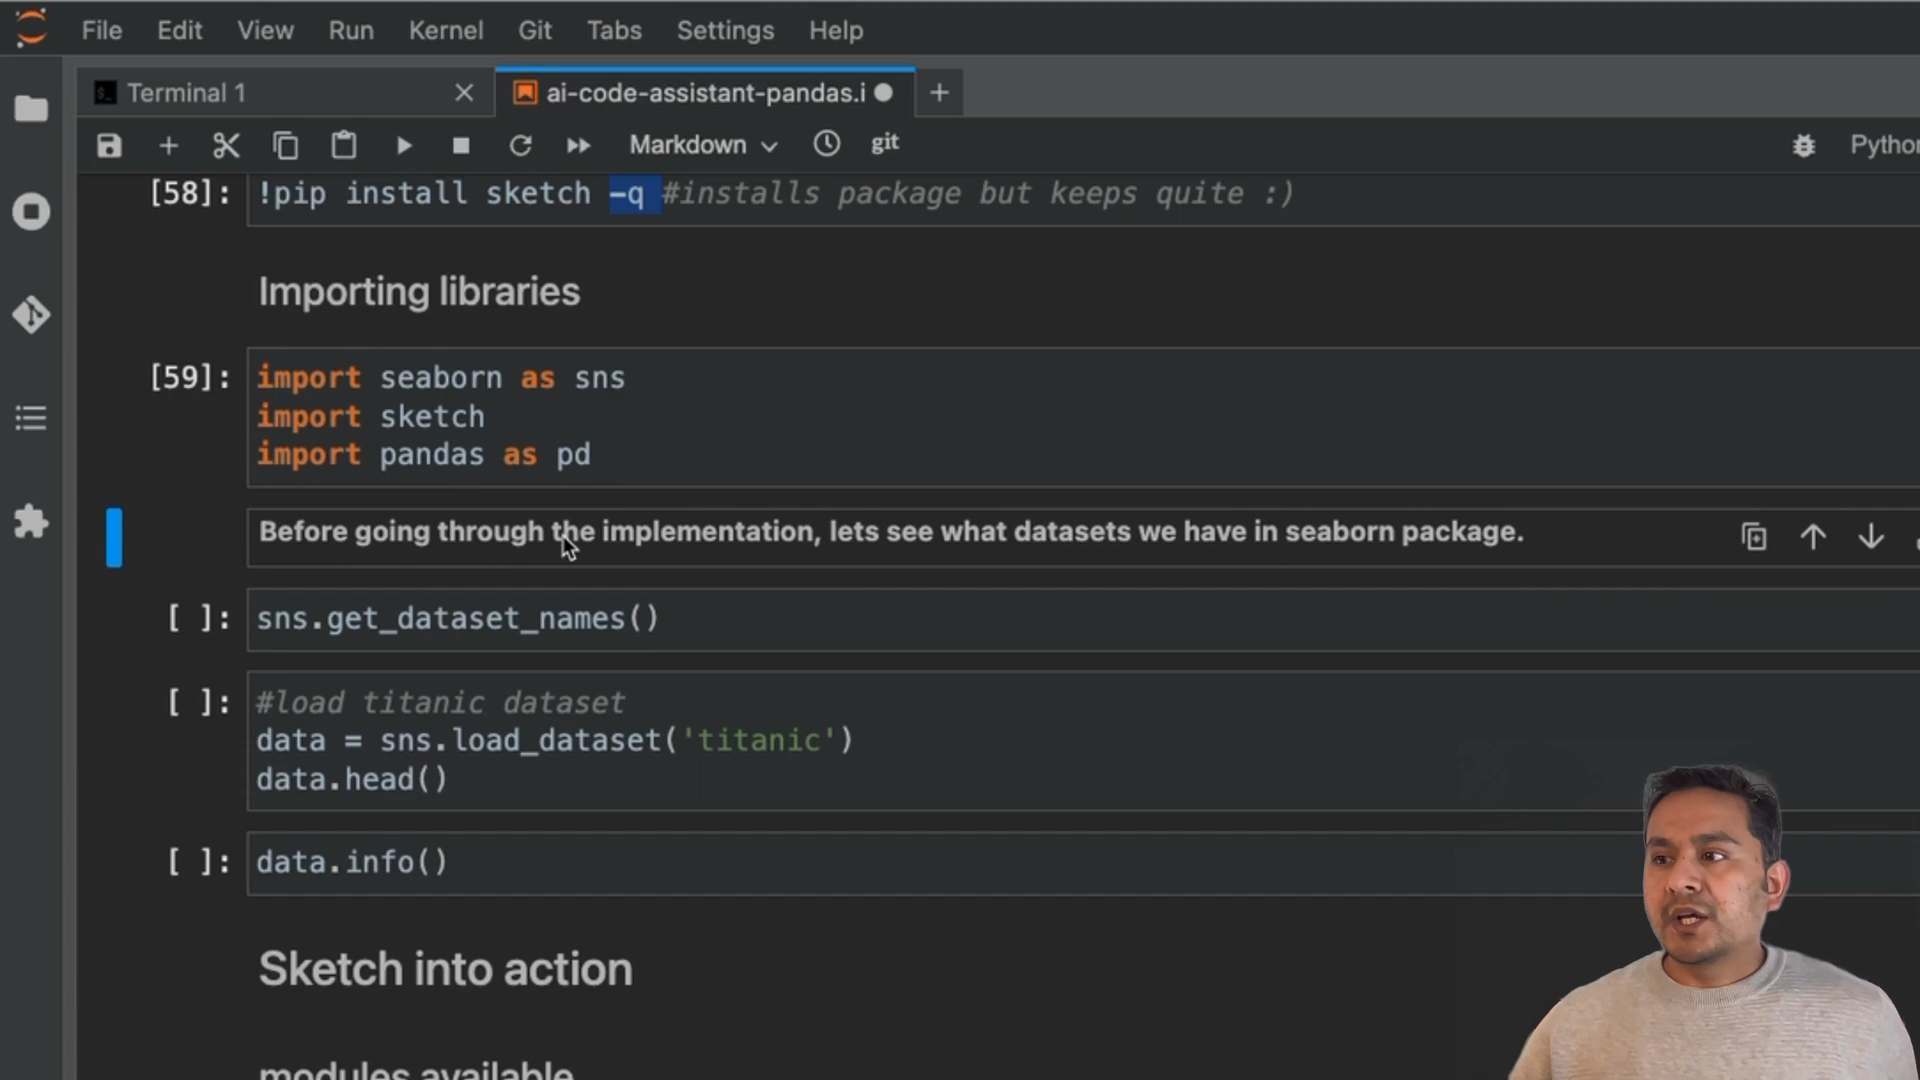 File Edit View Run Kernel Git Tabs Settings Help
Terminal 1
ai-code-assistant-pandas.i
Markdown
git
[58]: !pip install sketch -q #installs package but keeps quite :)
Importing libraries
[59]: import seaborn as sns
import sketch
import pandas as pd
Before going through the implementation, lets see what datasets we have in seaborn package.
[ ]: sns.get_dataset_names()
[ ]: #load titanic dataset
data = sns.load_dataset('titanic')
data.head()
[ ]: data.info()
Sketch into action
modules available